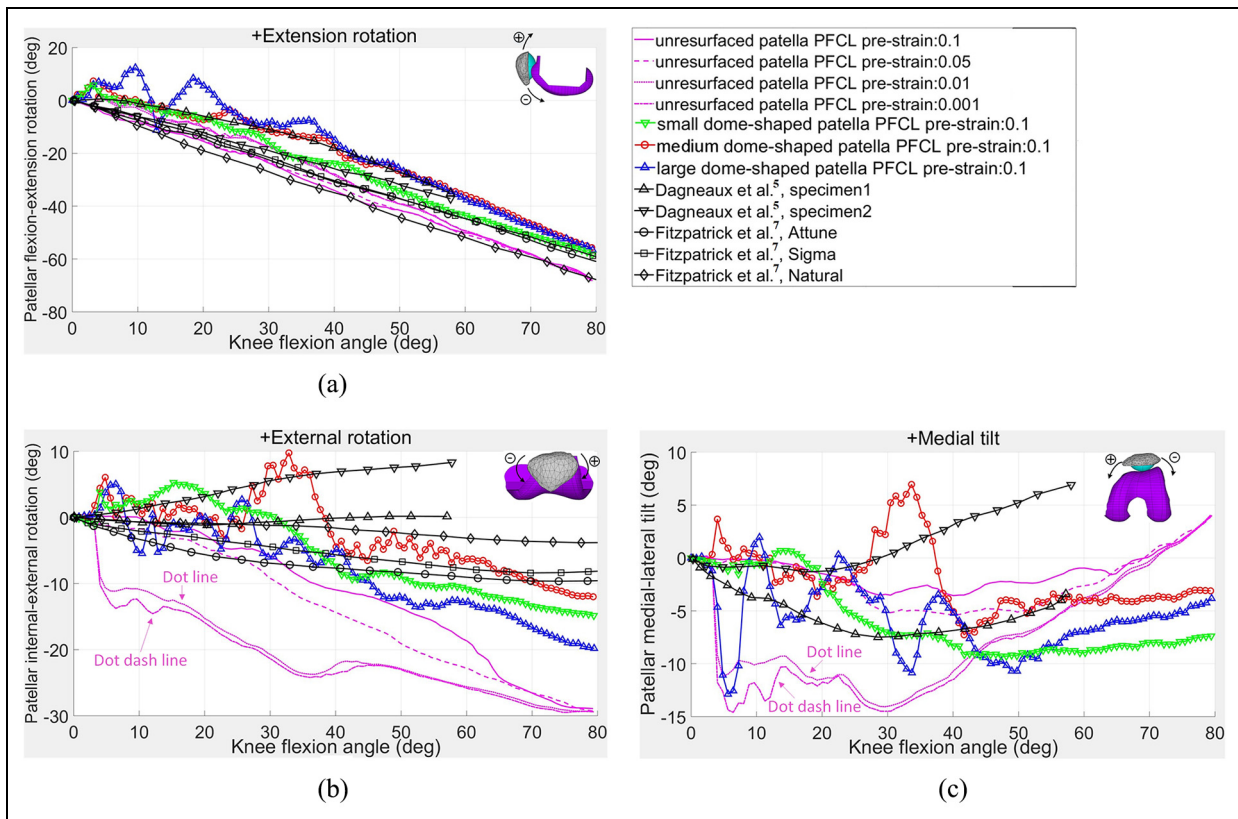 +Extension rotation
Patellar flexion-extension rotation (deg)
20
0
-20
-40
-60
-80
⊕
⊖
0
10
20
30
40
50
60
70
80
Knee flexion angle (deg)
(a)
unresurfaced patella PFCL pre-strain:0.1
unresurfaced patella PFCL pre-strain:0.05
unresurfaced patella PFCL pre-strain:0.01
unresurfaced patella PFCL pre-strain:0.001
small dome-shaped patella PFCL pre-strain:0.1
medium dome-shaped patella PFCL pre-strain:0.1
large dome-shaped patella PFCL pre-strain:0.1
Dagneaux et al.⁵, specimen1
Dagneaux et al.⁵, specimen2
Fitzpatrick et al.⁷, Attune
Fitzpatrick et al.⁷, Sigma
Fitzpatrick et al.⁷, Natural
+External rotation
Patellar internal-external rotation (deg)
10
0
-10
-20
-30
⊖
⊕
Dot line
Dot dash line
0
10
20
30
40
50
60
70
80
Knee flexion angle (deg)
(b)
+Medial tilt
Patellar medial-lateral tilt (deg)
10
5
0
-5
-10
-15
⊕
⊖
Dot line
Dot dash line
0
10
20
30
40
50
60
70
80
Knee flexion angle (deg)
(c)